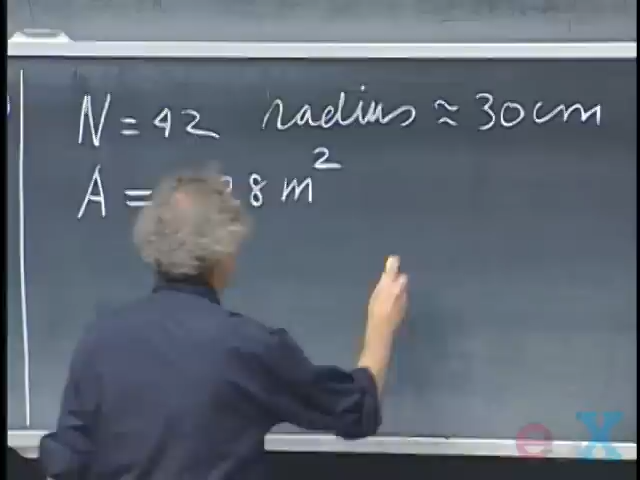 N = 42 radius ≈ 30 cm
A = 8 m²
e X